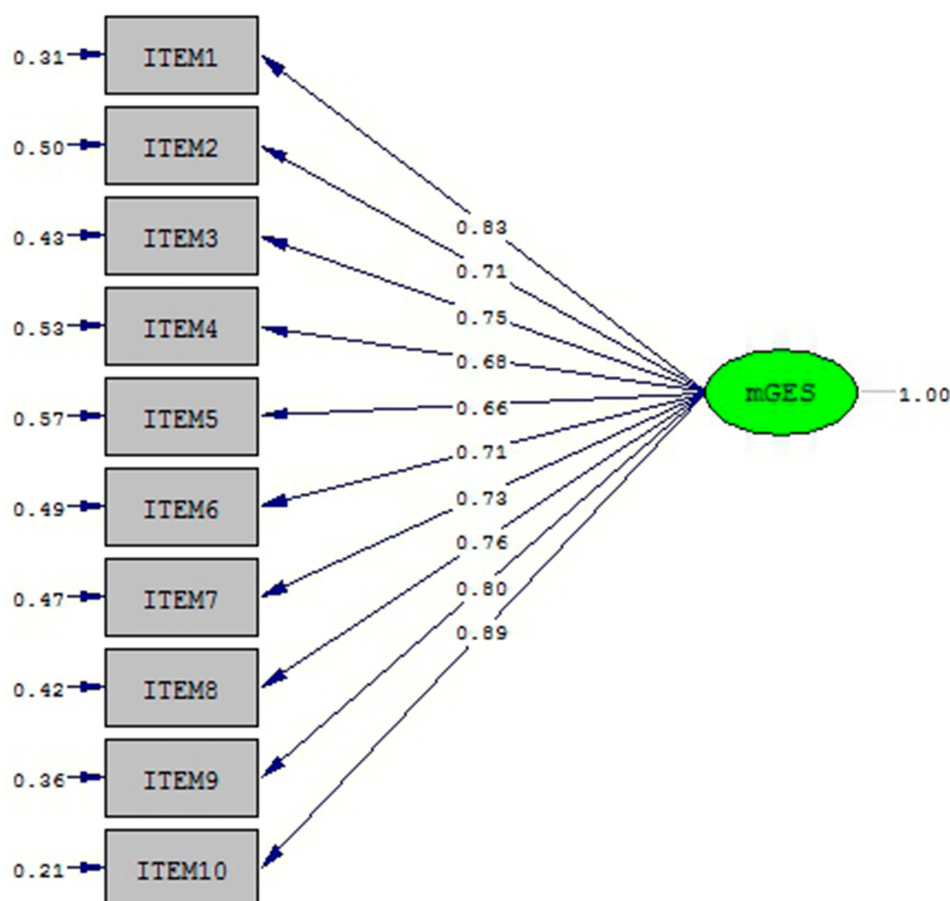 0.31 ITEM1
0.50 ITEM2
0.43 ITEM3
0.53 ITEM4
0.57 ITEM5
0.49 ITEM6
0.47 ITEM7
0.42 ITEM8
0.36 ITEM9
0.21 ITEM10
0.83
0.71
0.75
0.68
0.66
0.71
0.73
0.76
0.80
0.89
mGES 1.00